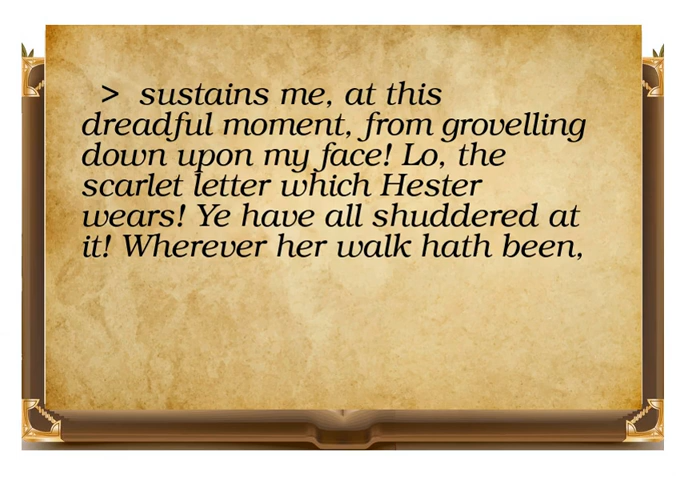 > sustains me, at this
dreadful moment, from grovelling
down upon my face! Lo, the
scarlet letter which Hester
wears! Ye have all shuddered at
it! Wherever her walk hath been,